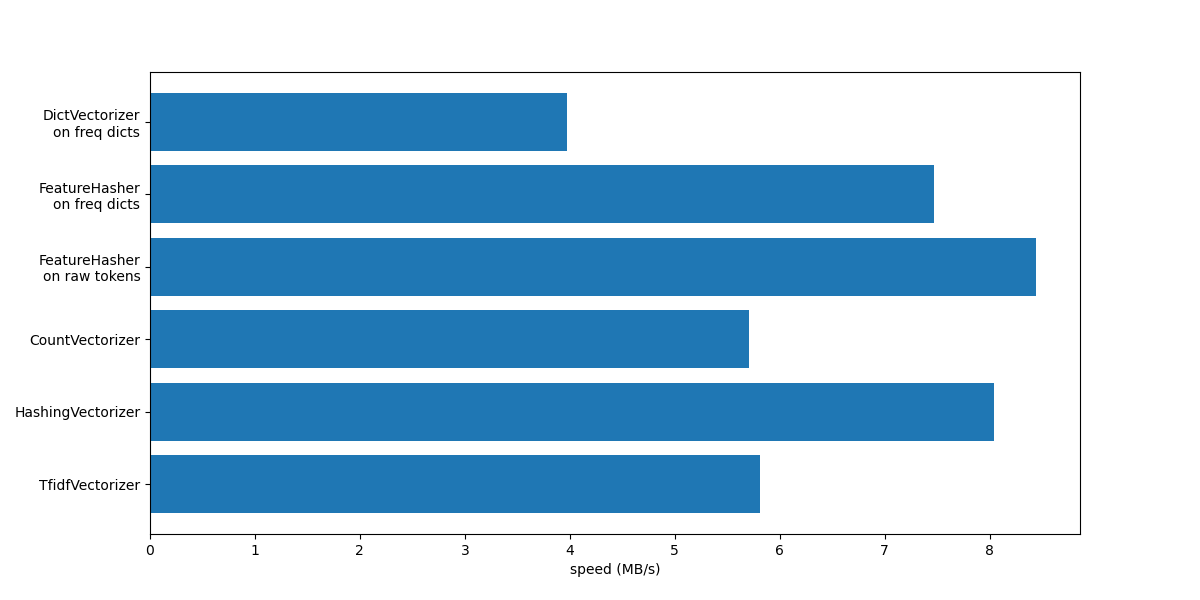 DictVectorizer
on freq dicts
FeatureHasher
on freq dicts
FeatureHasher
on raw tokens
CountVectorizer
HashingVectorizer
TfidfVectorizer
0 1 2 3 4 5 6 7 8
speed (MB/s)